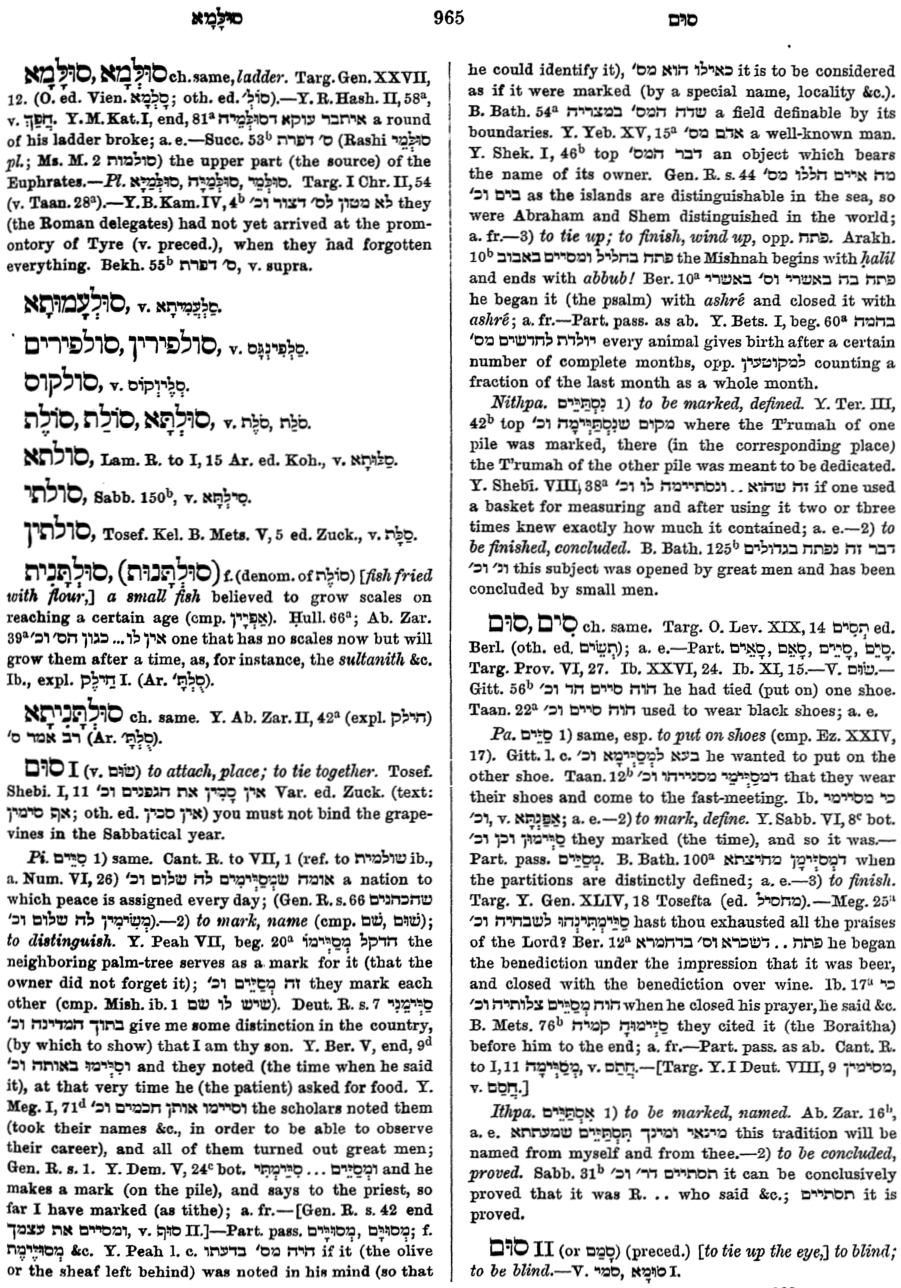 סוּלָּמָא
965
סום
סוּלָּמָא, סוּלְּמָא ch. same, ladder. Targ. Gen. XXVII,
12. (O. ed. Vien. סֻלְּמָא; oth. ed. סוֹל').—Y. R. Hash. II, 58ᵃ,
v. חֲפַךְ. Y. M. Kat. I, end, 81ᵃ איתבר עוקא דסולמיה a round
of his ladder broke; a. e.—Succ. 53ᵇ ס' דפרת (Rashi סולמי
pl.; Ms. M. 2 סולמות) the upper part (the source) of the
Euphrates.—Pl. סוּלְּמֵי, סוּלְּמַיָּה, סוּלְּמַיָּא. Targ. I Chr. II, 54
(v. Taan. 28ᵃ).—Y. B. Kam. IV, 4ᵇ לא מטון לס' דצור וכ' they
(the Roman delegates) had not yet arrived at the prom-
ontory of Tyre (v. preced.), when they had forgotten
everything. Bekh. 55ᵇ ס' דפרת, v. supra.
סוּלְעָמוּתָא, v. סַלְעֲמִיתָא.
סולפירין, סולפירים, v. סַלְפִּינְגָּס.
סולקוס, v. סְלֶיוְקוֹס.
סוּלְתָּא, סוֹלַת, סוֹלֶת, v. סֹלַת, סֹלֶת.
סולתא, Lam. R. to I, 15 Ar. ed. Koh., v. סַלּוּתָא.
סולתי, Sabb. 150ᵇ, v. סִילְתָא.
סולתין, Tosef. Kel. B. Mets. V, 5 ed. Zuck., v. סַלָּת.
סוּלְתָּנִית, (סוּלְתָּנוּת) f. (denom. of סוֹלֶת) [fish fried
with flour,] a small fish believed to grow scales on
reaching a certain age (cmp. אֲפִיָּין). Ḥull. 66ᵃ; Ab. Zar.
39ᵃ אין לו ... כגון הס' וכ' one that has no scales now but will
grow them after a time, as, for instance, the sultanith &c.
Ib., expl. חִילֶק I. (Ar. סֻלְתָּ').
סוּלְתָּנִיתָא ch. same. Y. Ab. Zar. II, 42ᵃ (expl. חילק)
רב אמר ס' (Ar. סֻלְתָּ').
סוּם I (v. שׂוּם) to attach, place; to tie together. Tosef.
Shebi. I, 11 אין סָמִין את הגפנים וכ' Var. ed. Zuck. (text:
אף סימין; oth. ed. אין סכין) you must not bind the grape-
vines in the Sabbatical year.
Pi. סִיֵּים 1) same. Cant. R. to VII, 1 (ref. to שולמית ib.,
a. Num. VI, 26) אומה שמְסַיְּימִים לה שלום וכ' a nation to
which peace is assigned every day; (Gen. R. s. 66 שהכהנים
מְשִׂימִין לה שלום וכ').—2) to mark, name (cmp. שׂוּם, שֵׁם);
to distinguish. Y. Peah VII, beg. 20ᵃ הדקל מְסַיְּימוֹ the
neighboring palm-tree serves as a mark for it (that the
owner did not forget it); זה מְסַיֵּים וכ' they mark each
other (cmp. Mish. ib. 1 שיש לו שם). Deut. R. s. 7 סַיְּימֵנִי
בתוך המדינה וכ' give me some distinction in the country,
(by which to show) that I am thy son. Y. Ber. V, end, 9ᵈ
וסִיְּימוּ באותה וכ' and they noted (the time when he said
it), at that very time he (the patient) asked for food. Y.
Meg. I, 71ᵈ וסיימו אותן חכמים וכ' the scholars noted them
(took their names &c., in order to be able to observe
their career), and all of them turned out great men;
Gen. R. s. 1. Y. Dem. V, 24ᶜ bot. ומְסַיֵּים ... סִיַּימְתִּי and he
makes a mark (on the pile), and says to the priest, so
far I have marked (as tithe); a. fr.—[Gen. R. s. 42 end
ומסיים את עצמך, v. סוּף II.]—Part. pass. מְסוּיָּם, מְסוּיָּים; f.
מְסוּיֶּימֶת &c. Y. Peah l. c. היה מס' בדעתו if it (the olive
or the sheaf left behind) was noted in his mind (so that
he could identify it), כאילו הוא מס' it is to be considered
as if it were marked (by a special name, locality &c.).
B. Bath. 54ᵃ שדה המס' במצריה a field definable by its
boundaries. Y. Yeb. XV, 15ᵃ אדם מס' a well-known man.
Y. Shek. I, 46ᵇ top דבר המס' an object which bears
the name of its owner. Gen. R. s. 44 מה איים הללו מס'
בים וכ' as the islands are distinguishable in the sea, so
were Abraham and Shem distinguished in the world;
a. fr.—3) to tie up; to finish, wind up, opp. פתח. Arakh.
10ᵇ פתח בחליל ומסיים באבוב the Mishnah begins with ḥalil
and ends with abbub! Ber. 10ᵃ פתח בה באשרי וס' באשרי
he began it (the psalm) with ashré and closed it with
ashré; a. fr.—Part. pass. as ab. Y. Bets. I, beg. 60ᵃ בהמה
יולדת לחדשים מס' every animal gives birth after a certain
number of complete months, opp. למקוטעין counting a
fraction of the last month as a whole month.
Nithpa. נִסְתַּיֵּים 1) to be marked, defined. Y. Ter. III,
42ᵇ top מקום שנִסְתַּיְּימָה וכ' where the T'rumah of one
pile was marked, there (in the corresponding place)
the T'rumah of the other pile was meant to be dedicated.
Y. Shebi. VIII, 38ᵃ זה שהוא .. ונסתיימה לו וכ' if one used
a basket for measuring and after using it two or three
times knew exactly how much it contained; a. e.—2) to
be finished, concluded. B. Bath. 125ᵇ דבר זה נפתח בגדולים
וכ' וכ' this subject was opened by great men and has been
concluded by small men.
סִים, סוּם ch. same. Targ. O. Lev. XIX, 14 תְסִים ed.
Berl. (oth. ed. תְּשִׂים); a. e.—Part. סָאֵים, סָאֵם, סָיֵים, סָיֵם.
Targ. Prov. VI, 27. Ib. XXVI, 24. Ib. XI, 15.—V. שׂוּם.—
Gitt. 56ᵇ הוה סיים חד וכ' he had tied (put on) one shoe.
Taan. 22ᵃ הוה סיים וכ' used to wear black shoes; a. e.
Pa. סַיֵּים 1) same, esp. to put on shoes (cmp. Ez. XXIV,
17). Gitt. l. c. בעא למְסַיְּימָא וכ' he wanted to put on the
other shoe. Taan. 12ᵇ דמְסַיְּימֵי מסנייהו וכ' that they wear
their shoes and come to the fast-meeting. Ib. כי מסיימי
וכ', v. אַפַּנְתָּא; a. e.—2) to mark, define. Y. Sabb. VI, 8ᶜ bot.
סַיְּימוּן וכן וכ' they marked (the time), and so it was.—
Part. pass. מְסַיַּים. B. Bath. 100ᵃ דמְסַיְּימָן מחיצתא when
the partitions are distinctly defined; a. e.—3) to finish.
Targ. Y. Gen. XLIV, 18 Tosefta (ed. מחסיל).—Meg. 25ᵃ
סַיֵּימְתִּינְהוּ לשבחיה וכ' hast thou exhausted all the praises
of the Lord? Ber. 12ᵃ פתח .. דשכרא וס' בדחמרא he began
the benediction under the impression that it was beer,
and closed with the benediction over wine. Ib. 17ᵃ כי
הוה מְסַיֵּים צלותיה וכ' when he closed his prayer, he said &c.
B. Mets. 76ᵇ סַיְּימוּהָ קמיה they cited it (the Boraitha)
before him to the end; a. fr.—Part. pass. as ab. Cant. R.
to I, 11 מְסַיְּימָה, v. חֲתַם.—[Targ. Y. I Deut. VIII, 9 מסימין,
v. חֲסַם.]
Ithpa. אִסְתַּיֵּים 1) to be marked, named. Ab. Zar. 16ᵇ,
a. e. מינאי ומינך תִּסְתַּיֵּים שמעתתא this tradition will be
named from myself and from thee.—2) to be concluded,
proved. Sabb. 31ᵇ תסתיים דר' וכ' it can be conclusively
proved that it was R. .. who said &c.; תסתיים it is
proved.
סוּם II (or סָמַם) (preced.) [to tie up the eye,] to blind;
to be blind.—V. סמי, סוּמָא I.